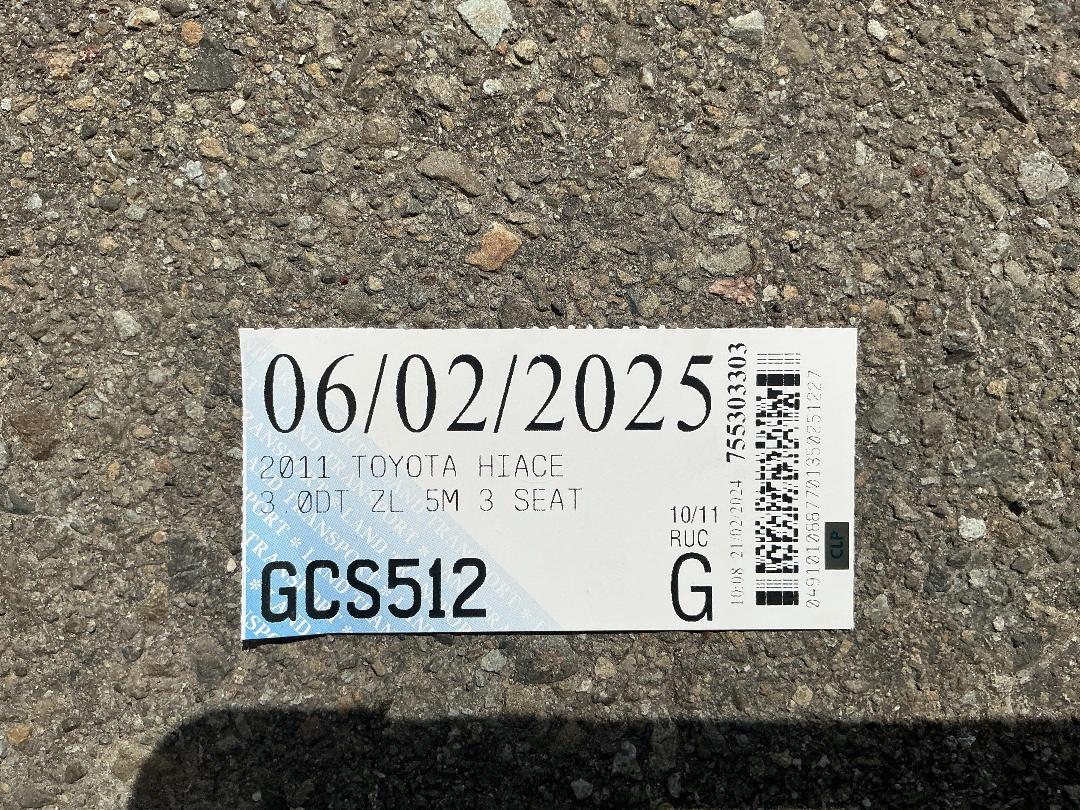 06/02/2025
2011 TOYOTA HIACE
3.0DT ZL 5M 3 SEAT
10/11
RUC
GCS512
G
755303303
10:08 21/02/2024
CLP